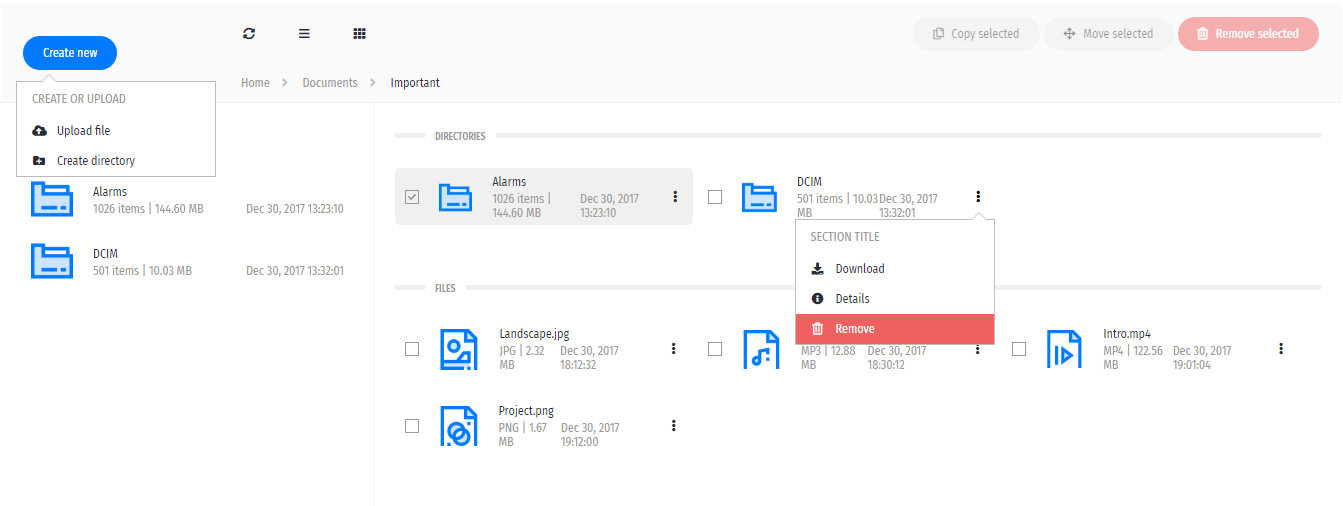 Create new
Copy selected
Move selected
Remove selected
Home
Documents
Important
CREATE OR UPLOAD
Upload file
Create directory
Alarms
1026 items | 144.60 MB
Dec 30, 2017 13:23:10
DCIM
501 items | 10.03 MB
Dec 30, 2017 13:32:01
DIRECTORIES
Alarms
1026 items |
144.60 MB
Dec 30, 2017
13:23:10
DCIM
501 items | 10.03
MB
Dec 30, 2017
13:32:01
SECTION TITLE
Download
Details
Remove
FILES
Landscape.jpg
JPG | 2.32
MB
Dec 30, 2017
18:12:32
MP3 | 12.88
MB
Dec 30, 2017
18:30:12
Intro.mp4
MP4 | 122.56
MB
Dec 30, 2017
19:01:04
Project.png
PNG | 1.67
MB
Dec 30, 2017
19:12:00